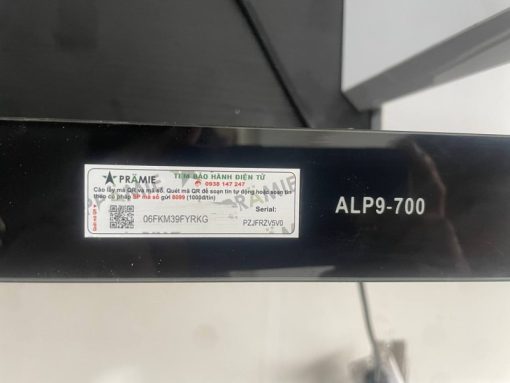 PRÄMIE
TEM BẢO HÀNH ĐIỆN TỬ
0938 147 247
Cào lấy mã QR và mã số. Quét mã QR để soạn tin tự động hoặc soạn tin
theo cú pháp BP mã số gửi 8099 (1000đ/tin)
06FKM39FYRKG
Serial:
PZJFRZV5V0
ALP9-700